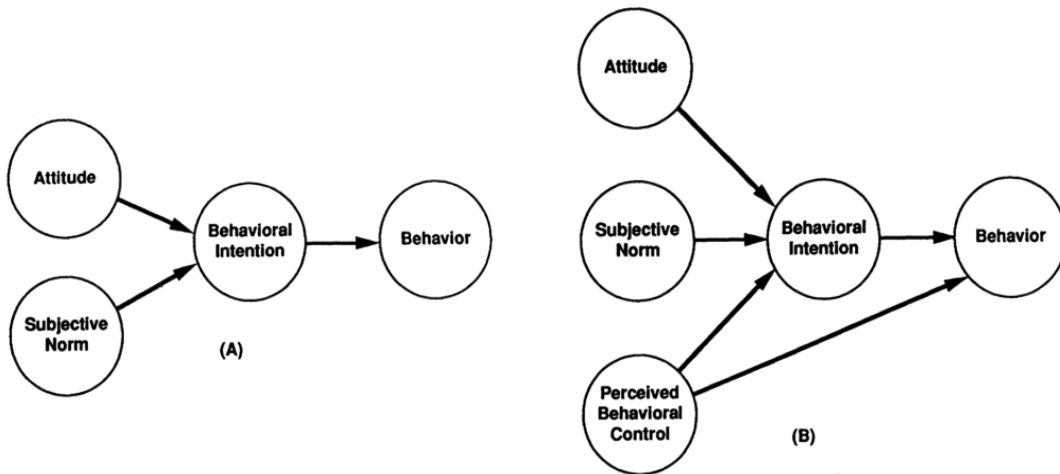 Attitude
Subjective
Norm
Behavioral
Intention
Behavior
(A)
Attitude
Subjective
Norm
Perceived
Behavioral
Control
Behavioral
Intention
Behavior
(B)